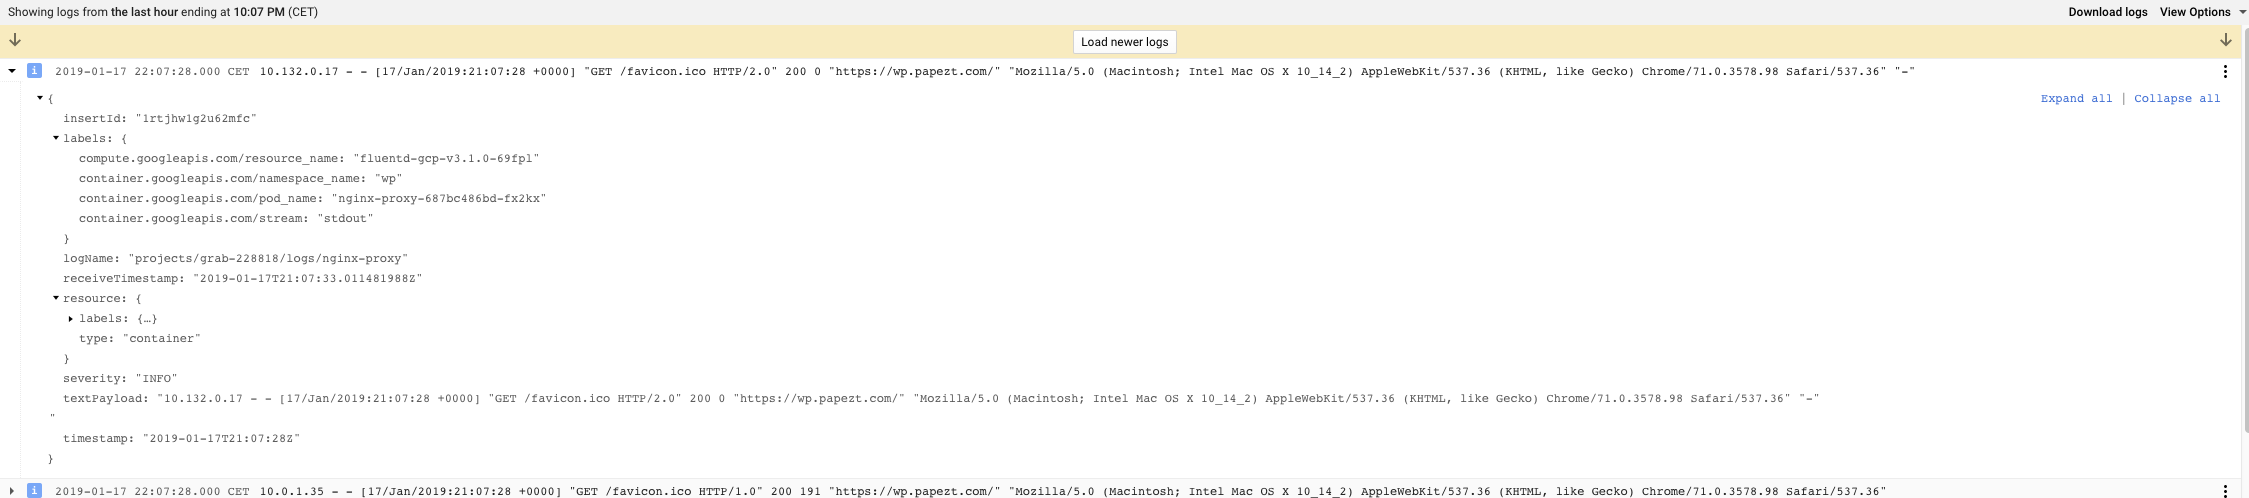 Showing logs from the last hour ending at 10:07 PM (CET) Download logs View Options
Load newer logs
2019-01-17 22:07:28.000 CET 10.132.0.17 - - [17/Jan/2019:21:07:28 +0000] "GET /favicon.ico HTTP/2.0" 200 0 "https://wp.papezt.com/" "Mozilla/5.0 (Macintosh; Intel Mac OS X 10_14_2) AppleWebKit/537.36 (KHTML, like Gecko) Chrome/71.0.3578.98 Safari/537.36" "-"
{ Expand all | Collapse all
insertId: "1rtjhw1g2u62mfc"
labels: {
compute.googleapis.com/resource_name: "fluentd-gcp-v3.1.0-69fpl"
container.googleapis.com/namespace_name: "wp"
container.googleapis.com/pod_name: "nginx-proxy-687bc486bd-fx2kx"
container.googleapis.com/stream: "stdout"
}
logName: "projects/grab-228818/logs/nginx-proxy"
receiveTimestamp: "2019-01-17T21:07:33.011481988Z"
resource: {
labels: {…}
type: "container"
}
severity: "INFO"
textPayload: "10.132.0.17 - - [17/Jan/2019:21:07:28 +0000] "GET /favicon.ico HTTP/2.0" 200 0 "https://wp.papezt.com/" "Mozilla/5.0 (Macintosh; Intel Mac OS X 10_14_2) AppleWebKit/537.36 (KHTML, like Gecko) Chrome/71.0.3578.98 Safari/537.36" "-"
"
timestamp: "2019-01-17T21:07:28Z"
}
2019-01-17 22:07:28.000 CET 10.0.1.35 - - [17/Jan/2019:21:07:28 +0000] "GET /favicon.ico HTTP/1.0" 200 191 "https://wp.papezt.com/" "Mozilla/5.0 (Macintosh; Intel Mac OS X 10_14_2) AppleWebKit/537.36 (KHTML, like Gecko) Chrome/71.0.3578.98 Safari/537.36"